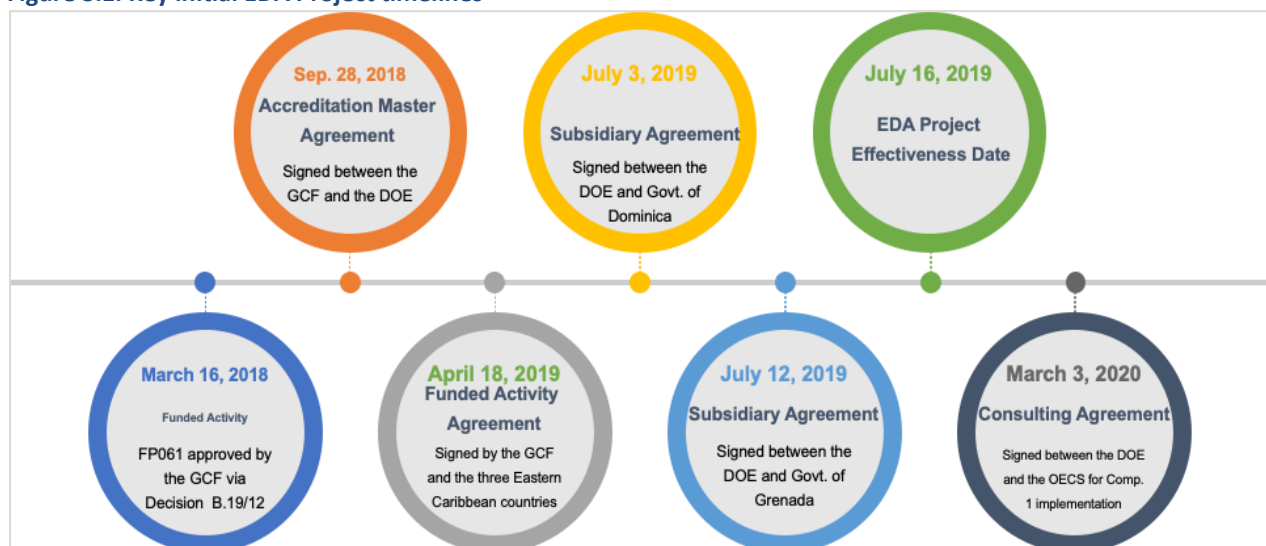 Sep. 28, 2018
Accreditation Master
Agreement
Signed between the
GCF and the DOE
July 3, 2019
Subsidiary Agreement
Signed between the
DOE and Govt. of
Dominica
July 16, 2019
EDA Project
Effectiveness Date
March 16, 2018
Funded Activity
FP061 approved by
the GCF via
Decision B.19/12
April 18, 2019
Funded Activity
Agreement
Signed by the GCF
and the three Eastern
Caribbean countries
July 12, 2019
Subsidiary Agreement
Signed between the
DOE and Govt. of
Grenada
March 3, 2020
Consulting Agreement
Signed between the DOE
and the OECS for Comp.
1 implementation